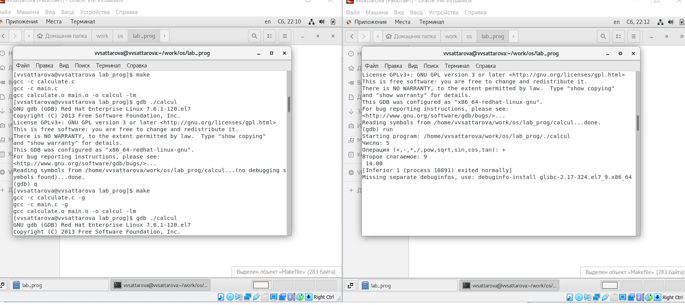 Oracle VM VirtualBox
Файл Машина Вид Ввод Устройства Справка
Приложения Места Терминал en Сб, 22:10
Домашняя папка work os lab_prog
vvsattarova@vvsattarova:~/work/os/lab_prog
Файл Правка Вид Поиск Терминал Справка
[vvsattarova@vvsattarova lab_prog]$ make
gcc -c calculate.c
gcc -c main.c
gcc calculate.o main.o -o calcul -lm
[vvsattarova@vvsattarova lab_prog]$ gdb ./calcul
GNU gdb (GDB) Red Hat Enterprise Linux 7.6.1-120.el7
Copyright (C) 2013 Free Software Foundation, Inc.
License GPLv3+: GNU GPL version 3 or later <http://gnu.org/licenses/gpl.html>
This is free software: you are free to change and redistribute it.
There is NO WARRANTY, to the extent permitted by law. Type "show copying"
and "show warranty" for details.
This GDB was configured as "x86_64-redhat-linux-gnu".
For bug reporting instructions, please see:
<http://www.gnu.org/software/gdb/bugs/>...
Reading symbols from /home/vvsattarova/work/os/lab_prog/calcul...(no debugging s
ymbols found)...done.
(gdb) q
[vvsattarova@vvsattarova lab_prog]$ make
gcc -c calculate.c -g
gcc -c main.c -g
gcc calculate.o main.o -o calcul -lm
[vvsattarova@vvsattarova lab_prog]$ gdb ./calcul
GNU gdb (GDB) Red Hat Enterprise Linux 7.6.1-120.el7
Copyright (C) 2013 Free Software Foundation, Inc.
Выделен объект «Makefile» (283 байта)
lab_prog vvsattarova@vvsattarova:~/work/os/...
Right Ctrl
Oracle VM VirtualBox
Файл Машина Вид Ввод Устройства Справка
Приложения Места Терминал en Сб, 22:12
Домашняя папка work os lab_prog
vvsattarova@vvsattarova:~/work/os/lab_prog
Файл Правка Вид Поиск Терминал Справка
License GPLv3+: GNU GPL version 3 or later <http://gnu.org/licenses/gpl.html>
This is free software: you are free to change and redistribute it.
There is NO WARRANTY, to the extent permitted by law. Type "show copying"
and "show warranty" for details.
This GDB was configured as "x86_64-redhat-linux-gnu".
For bug reporting instructions, please see:
<http://www.gnu.org/software/gdb/bugs/>...
Reading symbols from /home/vvsattarova/work/os/lab_prog/calcul...done.
(gdb) run
Starting program: /home/vvsattarova/work/os/lab_prog/./calcul
Число: 5
Операция (+,-,*,/,pow,sqrt,sin,cos,tan): +
Второе слагаемое: 9
14.00
[Inferior 1 (process 18891) exited normally]
Missing separate debuginfos, use: debuginfo-install glibc-2.17-324.el7_9.x86_64
Выделен объект «Makefile» (283 байта)
lab_prog vvsattarova@vvsattarova:~/work/os/...
Right Ctrl